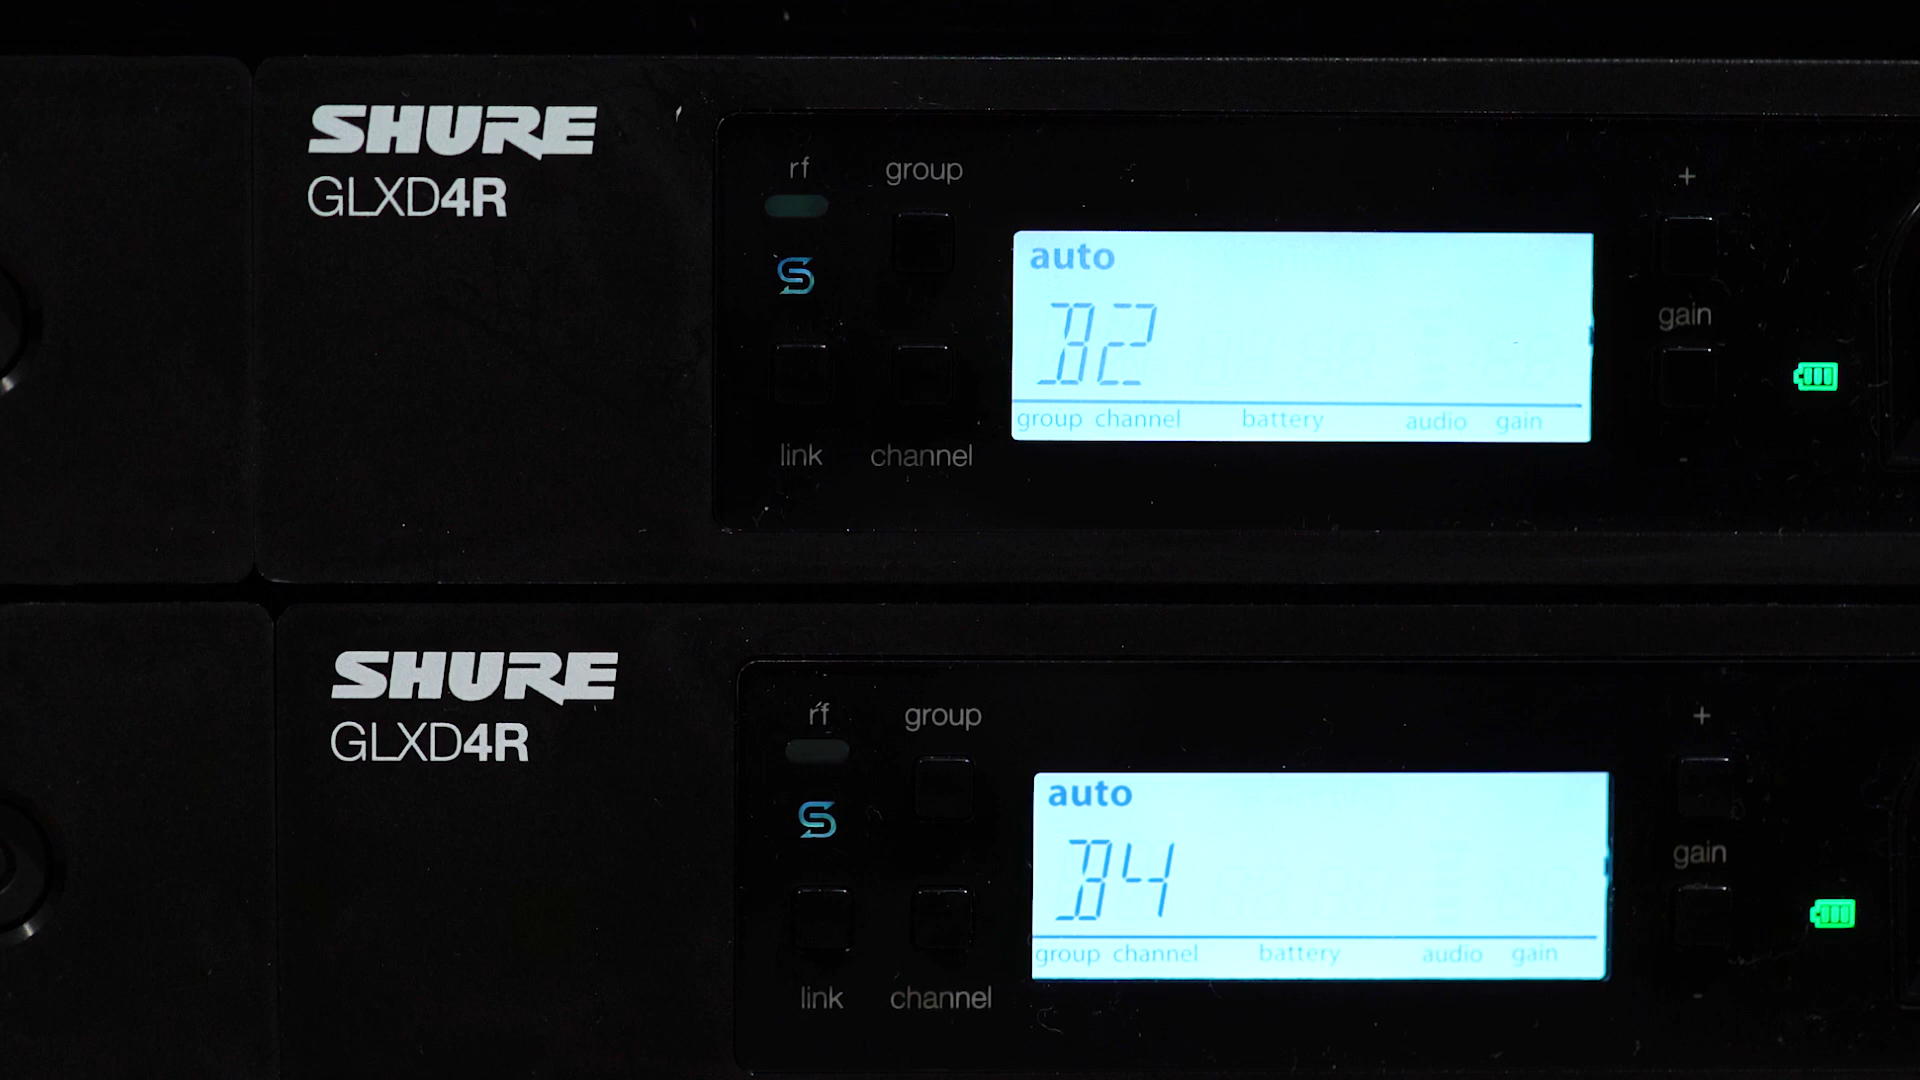 SHURE
GLXD4R
rf group
+
auto
B2
gain
group channel battery audio gain
link channel
-
SHURE
GLXD4R
rf group
+
auto
B4
gain
group channel battery audio gain
link channel
-